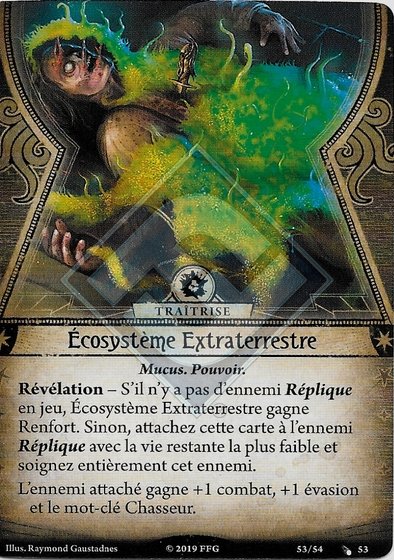 TRAÎTRISE
Écosystème Extraterrestre
Mucus. Pouvoir.
Révélation – S'il n'y a pas d'ennemi Réplique
en jeu, Écosystème Extraterrestre gagne
Renfort. Sinon, attachez cette carte à l'ennemi
Réplique avec la vie restante la plus faible et
soignez entièrement cet ennemi.
L'ennemi attaché gagne +1 combat, +1 évasion
et le mot-clé Chasseur.
Illus. Raymond Gaustadnes © 2019 FFG 53/54 53